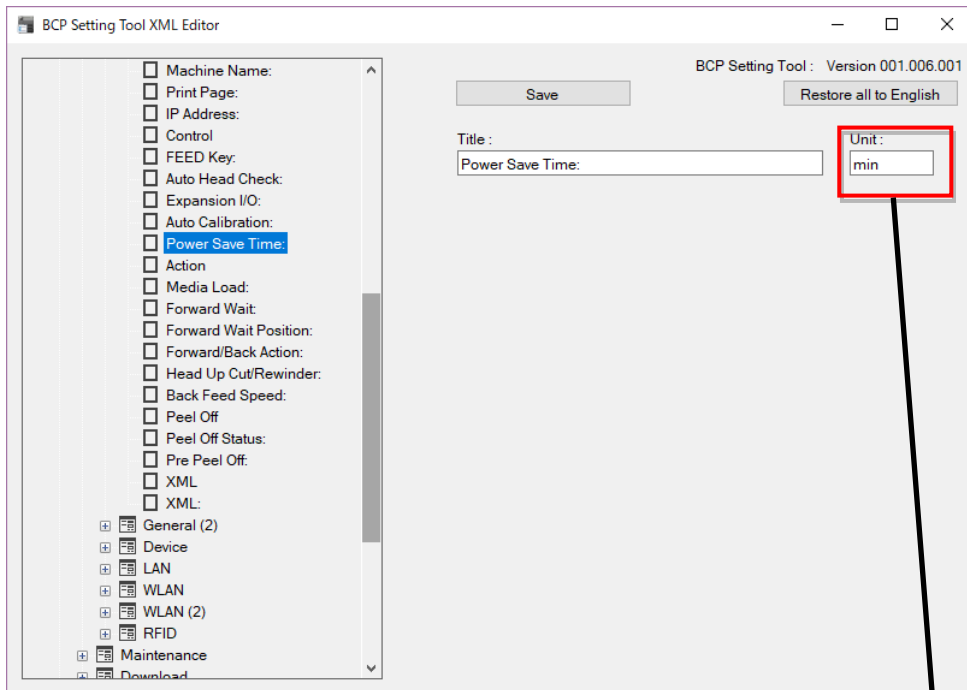 BCP Setting Tool XML Editor
BCP Setting Tool : Version 001.006.001
Save
Restore all to English
Title :
Unit :
Power Save Time:
min
Machine Name:
Print Page:
IP Address:
Control
FEED Key:
Auto Head Check:
Expansion I/O:
Auto Calibration:
Power Save Time:
Action
Media Load:
Forward Wait:
Forward Wait Position:
Forward/Back Action:
Head Up Cut/Rewinder:
Back Feed Speed:
Peel Off
Peel Off Status:
Pre Peel Off:
XML
XML:
General (2)
Device
LAN
WLAN
WLAN (2)
RFID
Maintenance
Download